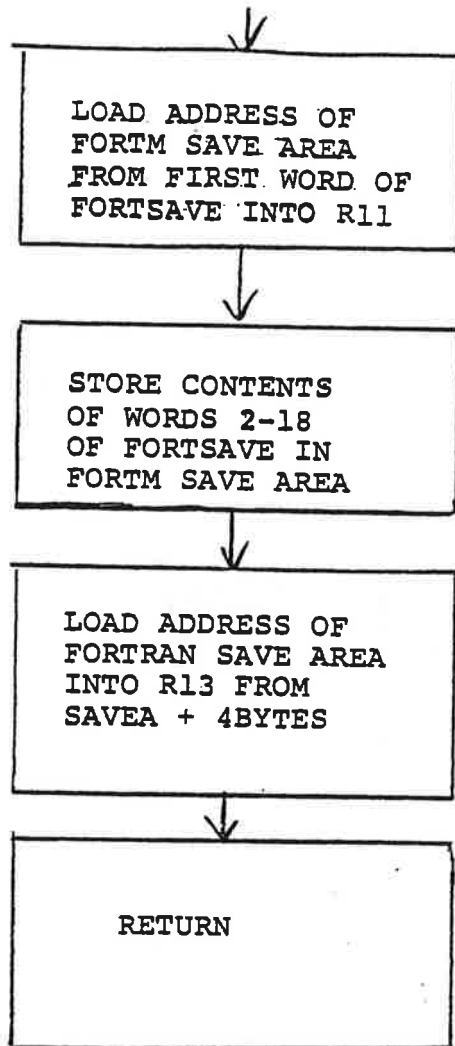 LOAD ADDRESS OF
FORTM SAVE AREA
FROM FIRST WORD OF
FORTSAVE INTO R11
STORE CONTENTS
OF WORDS 2-18
OF FORTSAVE IN
FORTM SAVE AREA
LOAD ADDRESS OF
FORTRAN SAVE AREA
INTO R13 FROM
SAVEA + 4BYTES
RETURN